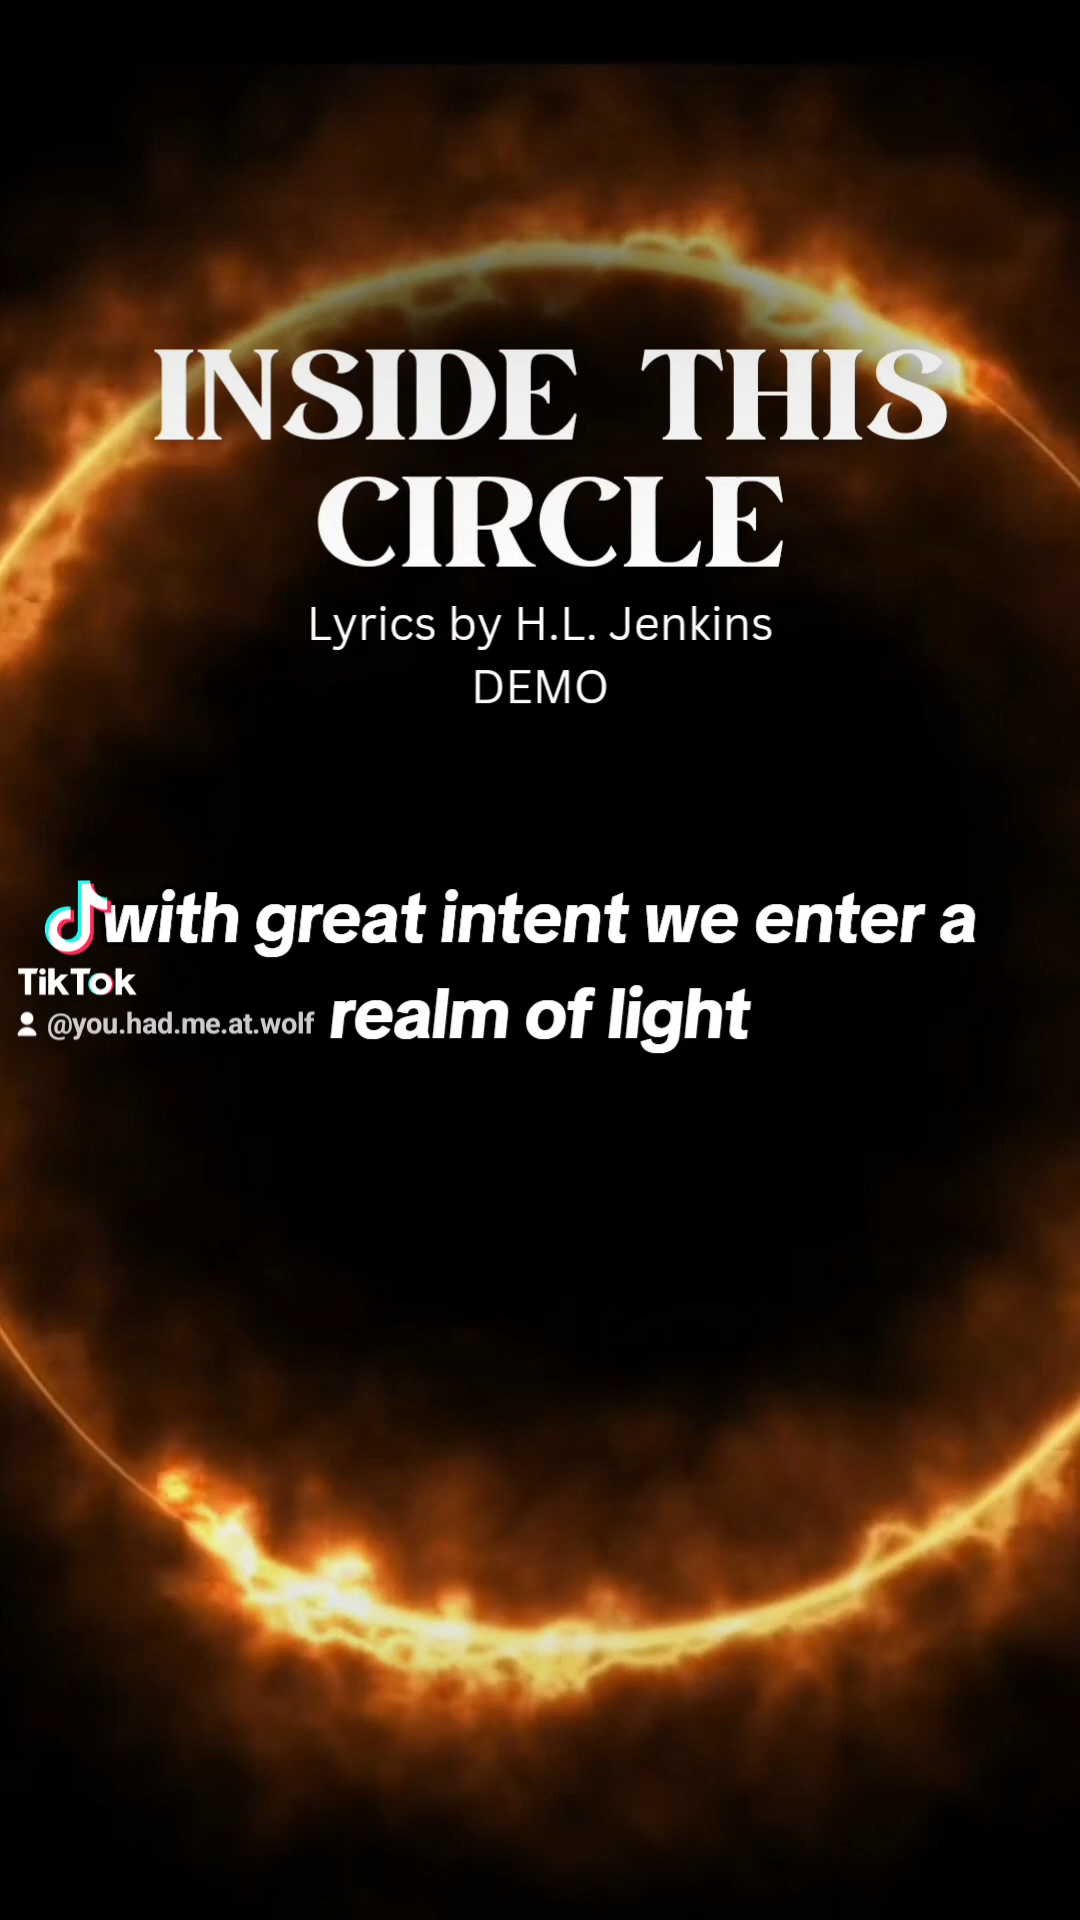 INSIDE THIS
CIRCLE
Lyrics by H.L. Jenkins
DEMO
with great intent we enter a
realm of light
TikTok
@you.had.me.at.wolf